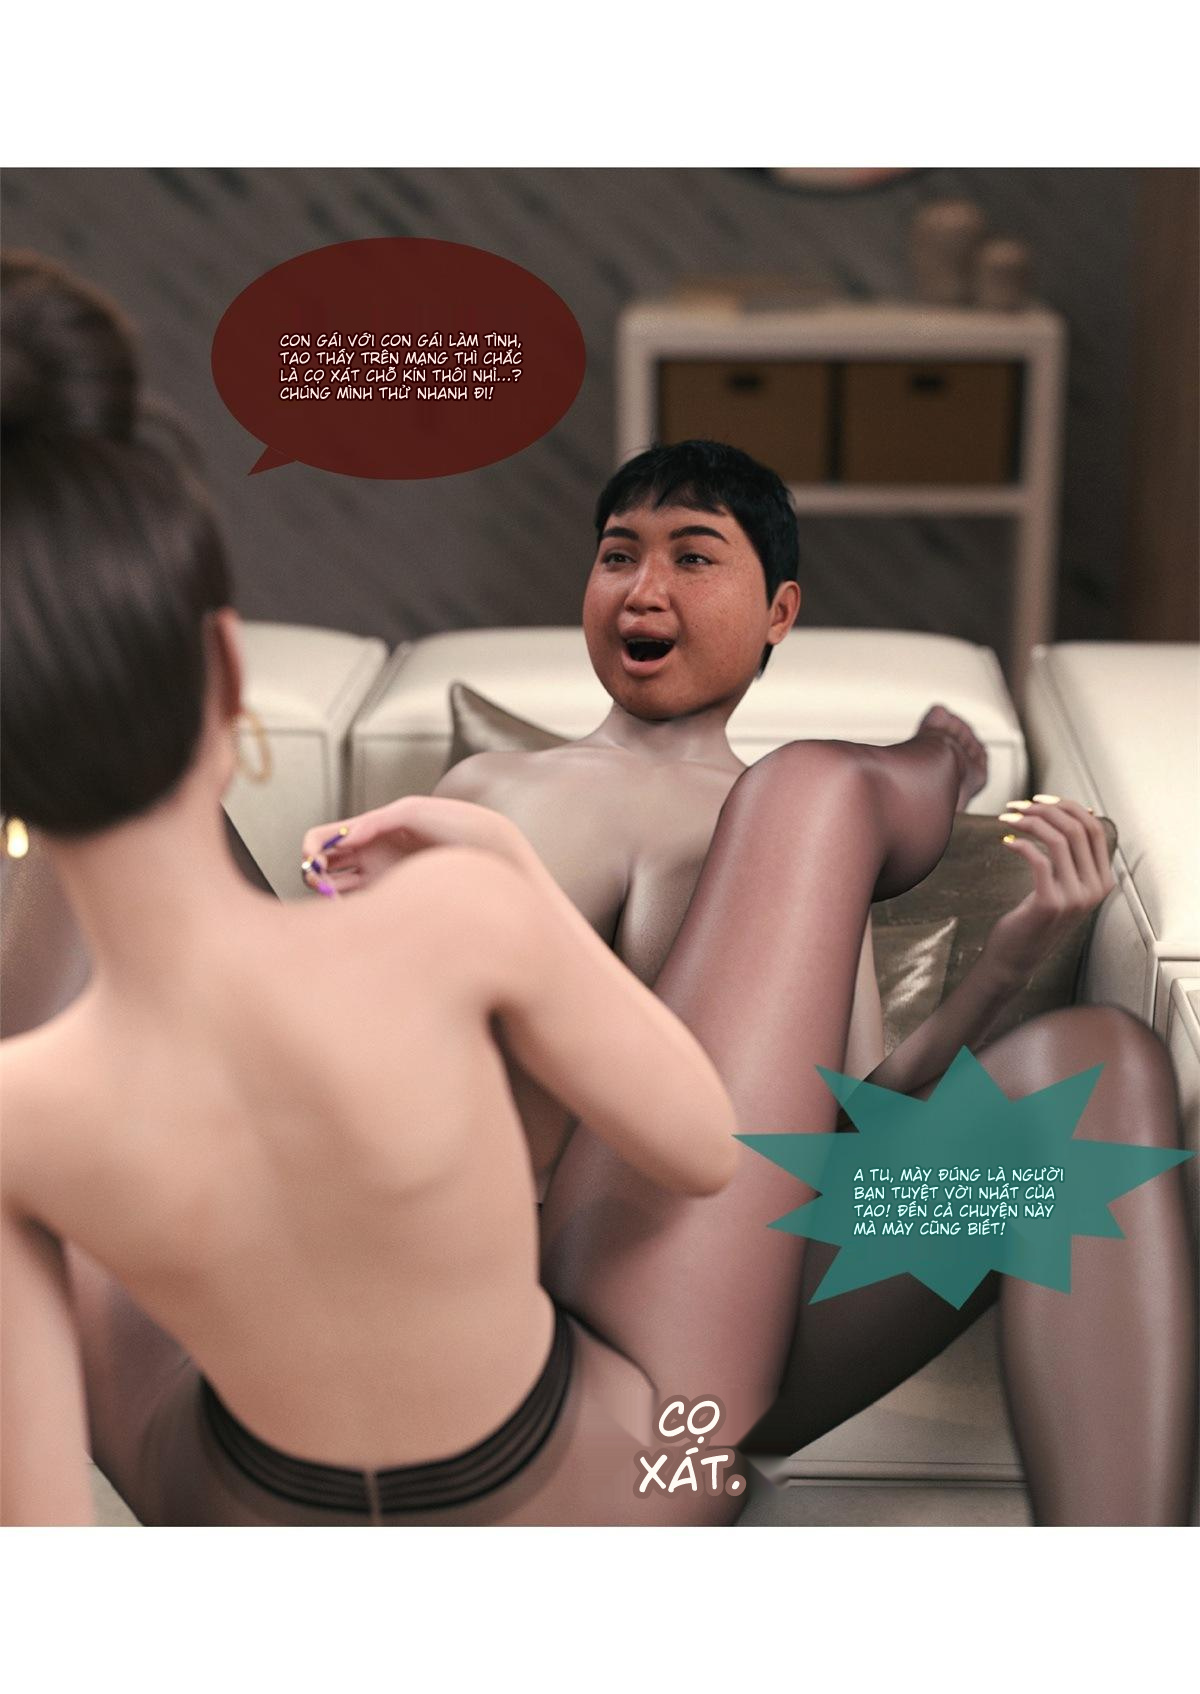 CON GÁI VỚI CON GÁI LÀM TÌNH,
TAO THẤY TRÊN MẠNG THÌ CHẮC
LÀ CỌ XÁT CHỖ KÍN THÔI NHỈ...?
CHÚNG MÌNH THỬ NHANH ĐI!
A TU, MÀY ĐÚNG LÀ NGƯỜI
BẠN TUYỆT VỜI NHẤT CỦA
TAO! ĐẾN CẢ CHUYỆN NÀY
MÀ MÀY CŨNG BIẾT!
CỌ
XÁT.